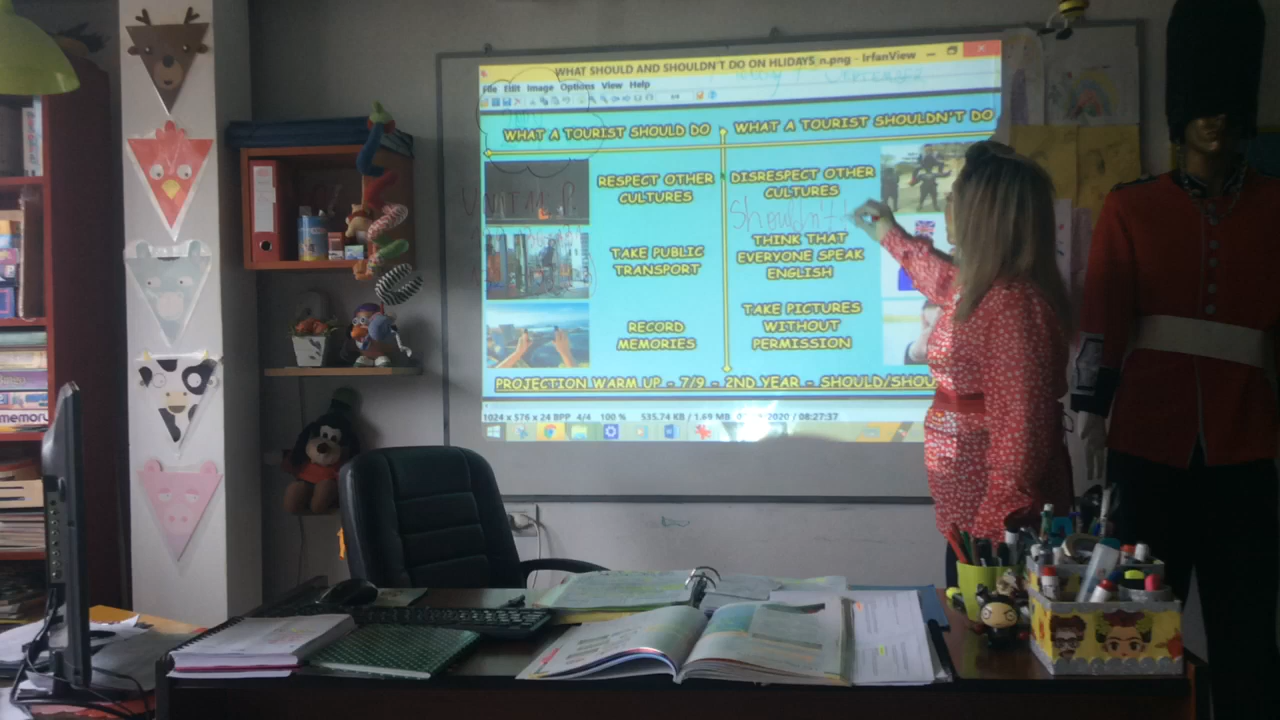 WHAT SHOULD AND SHOULDN'T DO ON HLIDAYS_n.png - IrfanView
File Edit Image Options View Help
WHAT A TOURIST SHOULD DO
WHAT A TOURIST SHOULDN'T DO
RESPECT OTHER
CULTURES
DISRESPECT OTHER
CULTURES
Shouldn't
TAKE PUBLIC
TRANSPORT
THINK THAT
EVERYONE SPEAK
ENGLISH
RECORD
MEMORIES
TAKE PICTURES
WITHOUT
PERMISSION
PROJECTION WARM UP - 7/9 - 2ND YEAR - SHOULD/SHOU
1024 x 576 x 24 BPP 4/4 100 % 535.74 KB / 1.69 MB 2020 / 08:27:37
memory